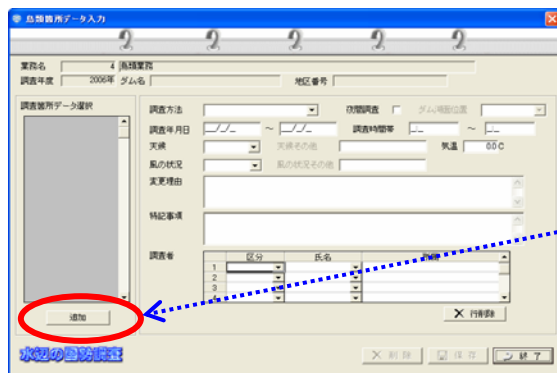 鳥類箇所データ入力
業務名 4 鳥類業務
調査年度 2006年 ダム名 地区番号
調査箇所データ選択
調査方法 夜間調査 ダム湖面位置
調査年月日 _/_/_ ～ _/_/_ 調査時間帯 _:_ ～ _:_
天候 天候その他 気温 0.0 C
風の状況 風の状況その他
変更理由
特記事項
調査者 区分 氏名
1
2
3
4
追加 行削除
水辺の国勢調査 削除 保存 終了